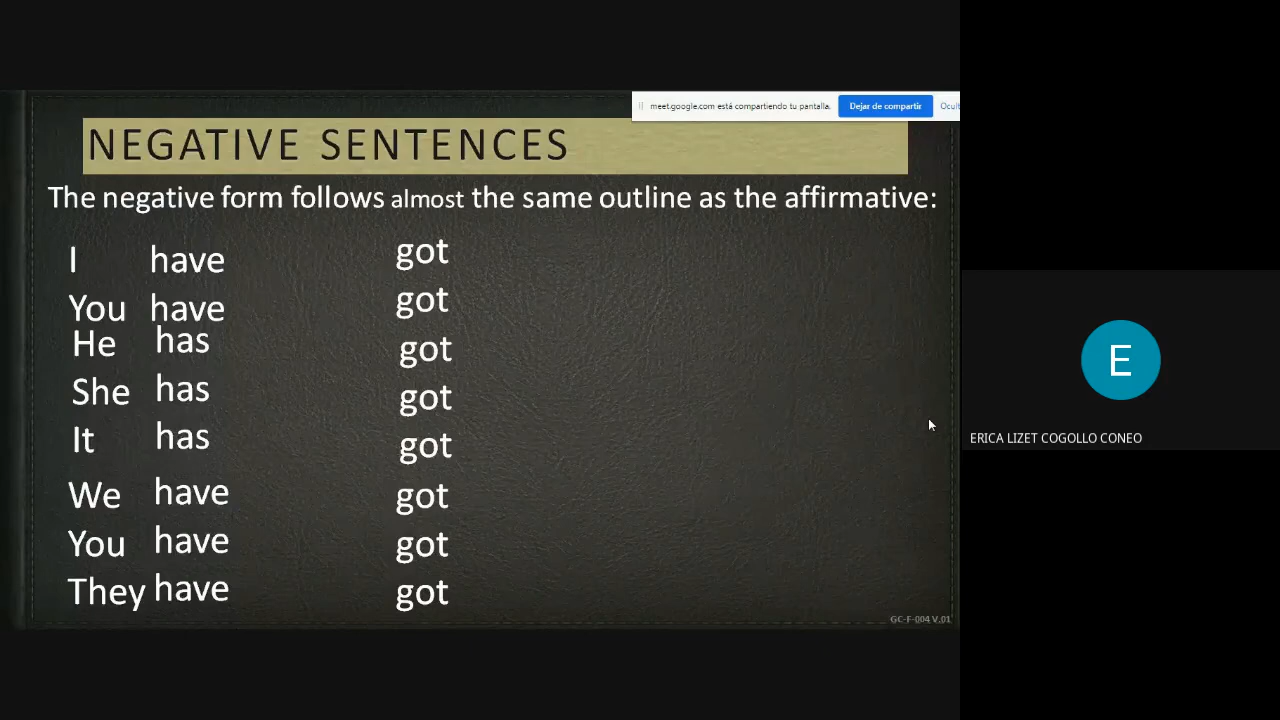 meet.google.com está compartiendo tu pantalla. Dejar de compartir Ocult
NEGATIVE SENTENCES
The negative form follows almost the same outline as the affirmative:
I have got
You have got
He has got
She has got
It has got
We have got
You have got
They have got
GC-F-004 V.01
E
ERICA LIZET COGOLLO CONEO